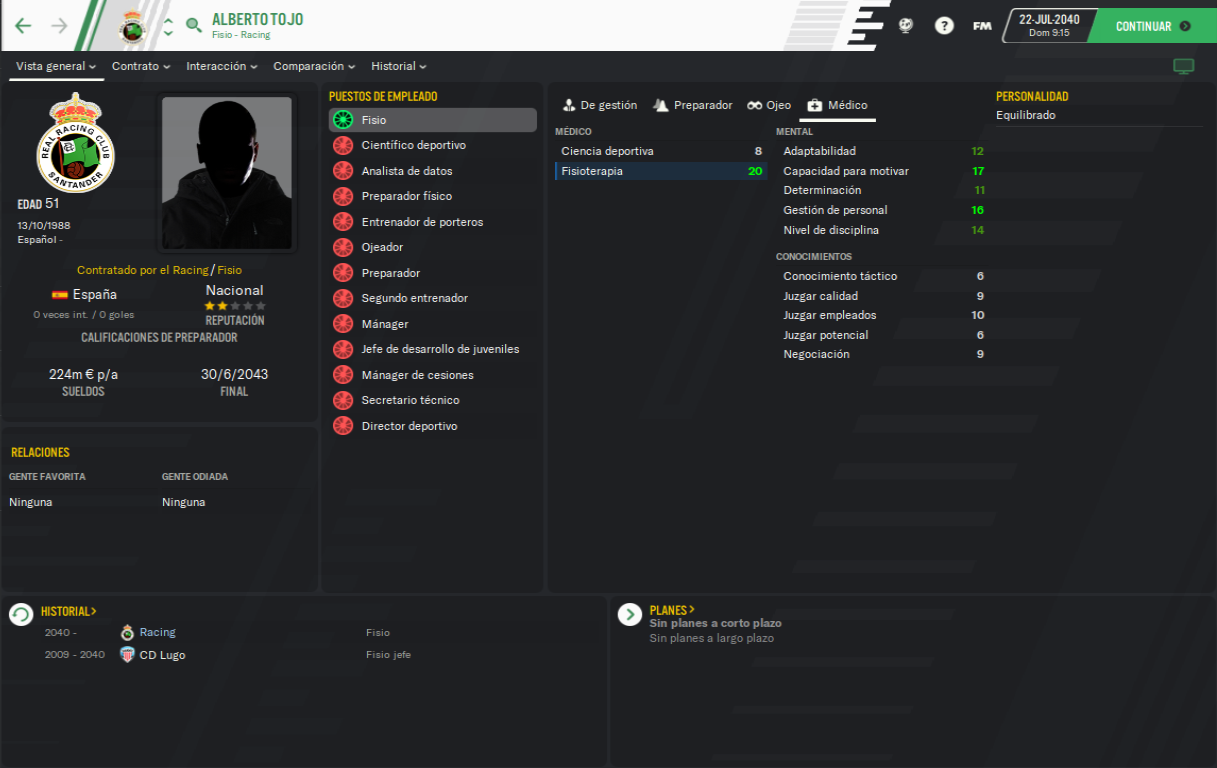 ALBERTO TOJO
Fisio - Racing
?
FM
22-JUL-2040
Dom 9:15
CONTINUAR
Vista general
Contrato
Interacción
Comparación
Historial
REAL RACING CLUB
SANTANDER
EDAD 51
13/10/1988
Español -
Contratado por el Racing / Fisio
España
0 veces int. / 0 goles
Nacional
REPUTACIÓN
CALIFICACIONES DE PREPARADOR
224m € p/a
SUELDOS
30/6/2043
FINAL
RELACIONES
GENTE FAVORITA
GENTE ODIADA
Ninguna
Ninguna
PUESTOS DE EMPLEADO
Fisio
Científico deportivo
Analista de datos
Preparador físico
Entrenador de porteros
Ojeador
Preparador
Segundo entrenador
Mánager
Jefe de desarrollo de juveniles
Mánager de cesiones
Secretario técnico
Director deportivo
De gestión
Preparador
Ojeo
Médico
MÉDICO
Ciencia deportiva 8
Fisioterapia 20
MENTAL
Adaptabilidad 12
Capacidad para motivar 17
Determinación 11
Gestión de personal 16
Nivel de disciplina 14
CONOCIMIENTOS
Conocimiento táctico 6
Juzgar calidad 9
Juzgar empleados 10
Juzgar potencial 6
Negociación 9
PERSONALIDAD
Equilibrado
HISTORIAL >
2040 - Racing Fisio
2009 - 2040 CD Lugo Fisio jefe
PLANES >
Sin planes a corto plazo
Sin planes a largo plazo